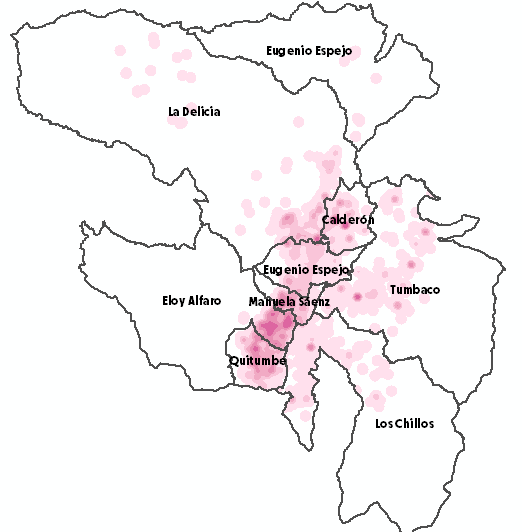 Eugenio Espejo
La Delicia
Calderón
Eugenio Espejo
Tumbaco
Eloy Alfaro
Manuela Sáenz
Quitumbe
Los Chillos